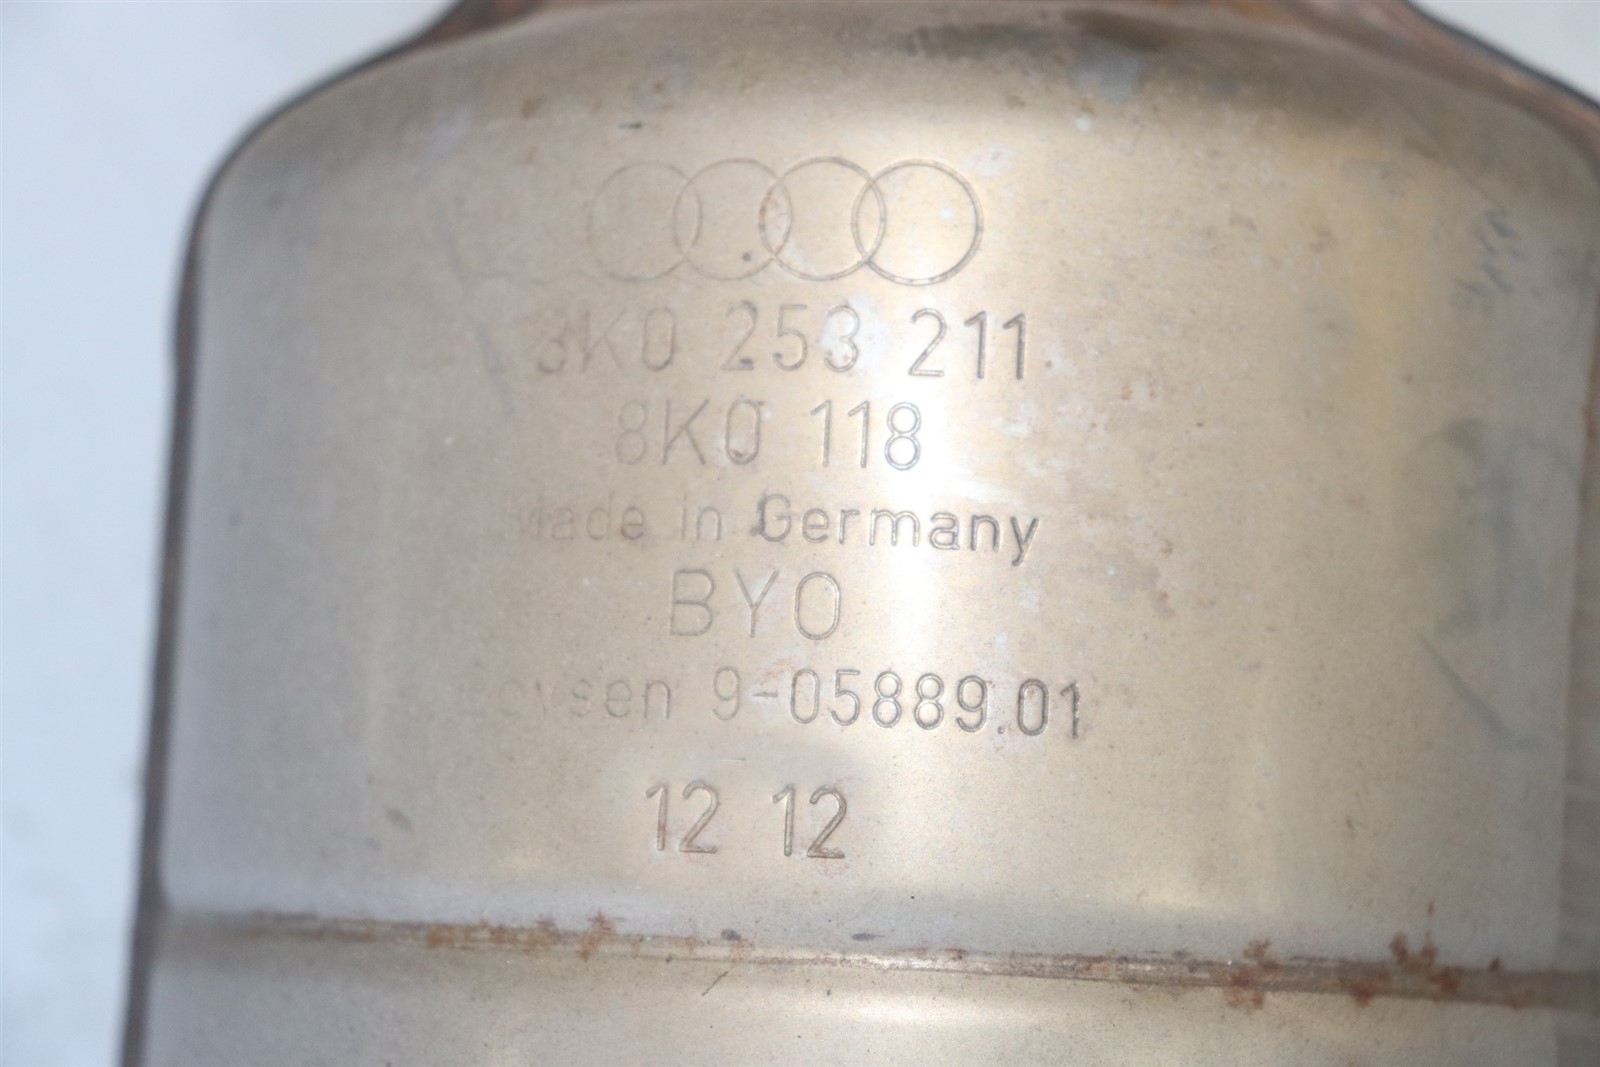 8K0 253 211
8K0 118
Made in Germany
BYO
9-05889.01
12 12